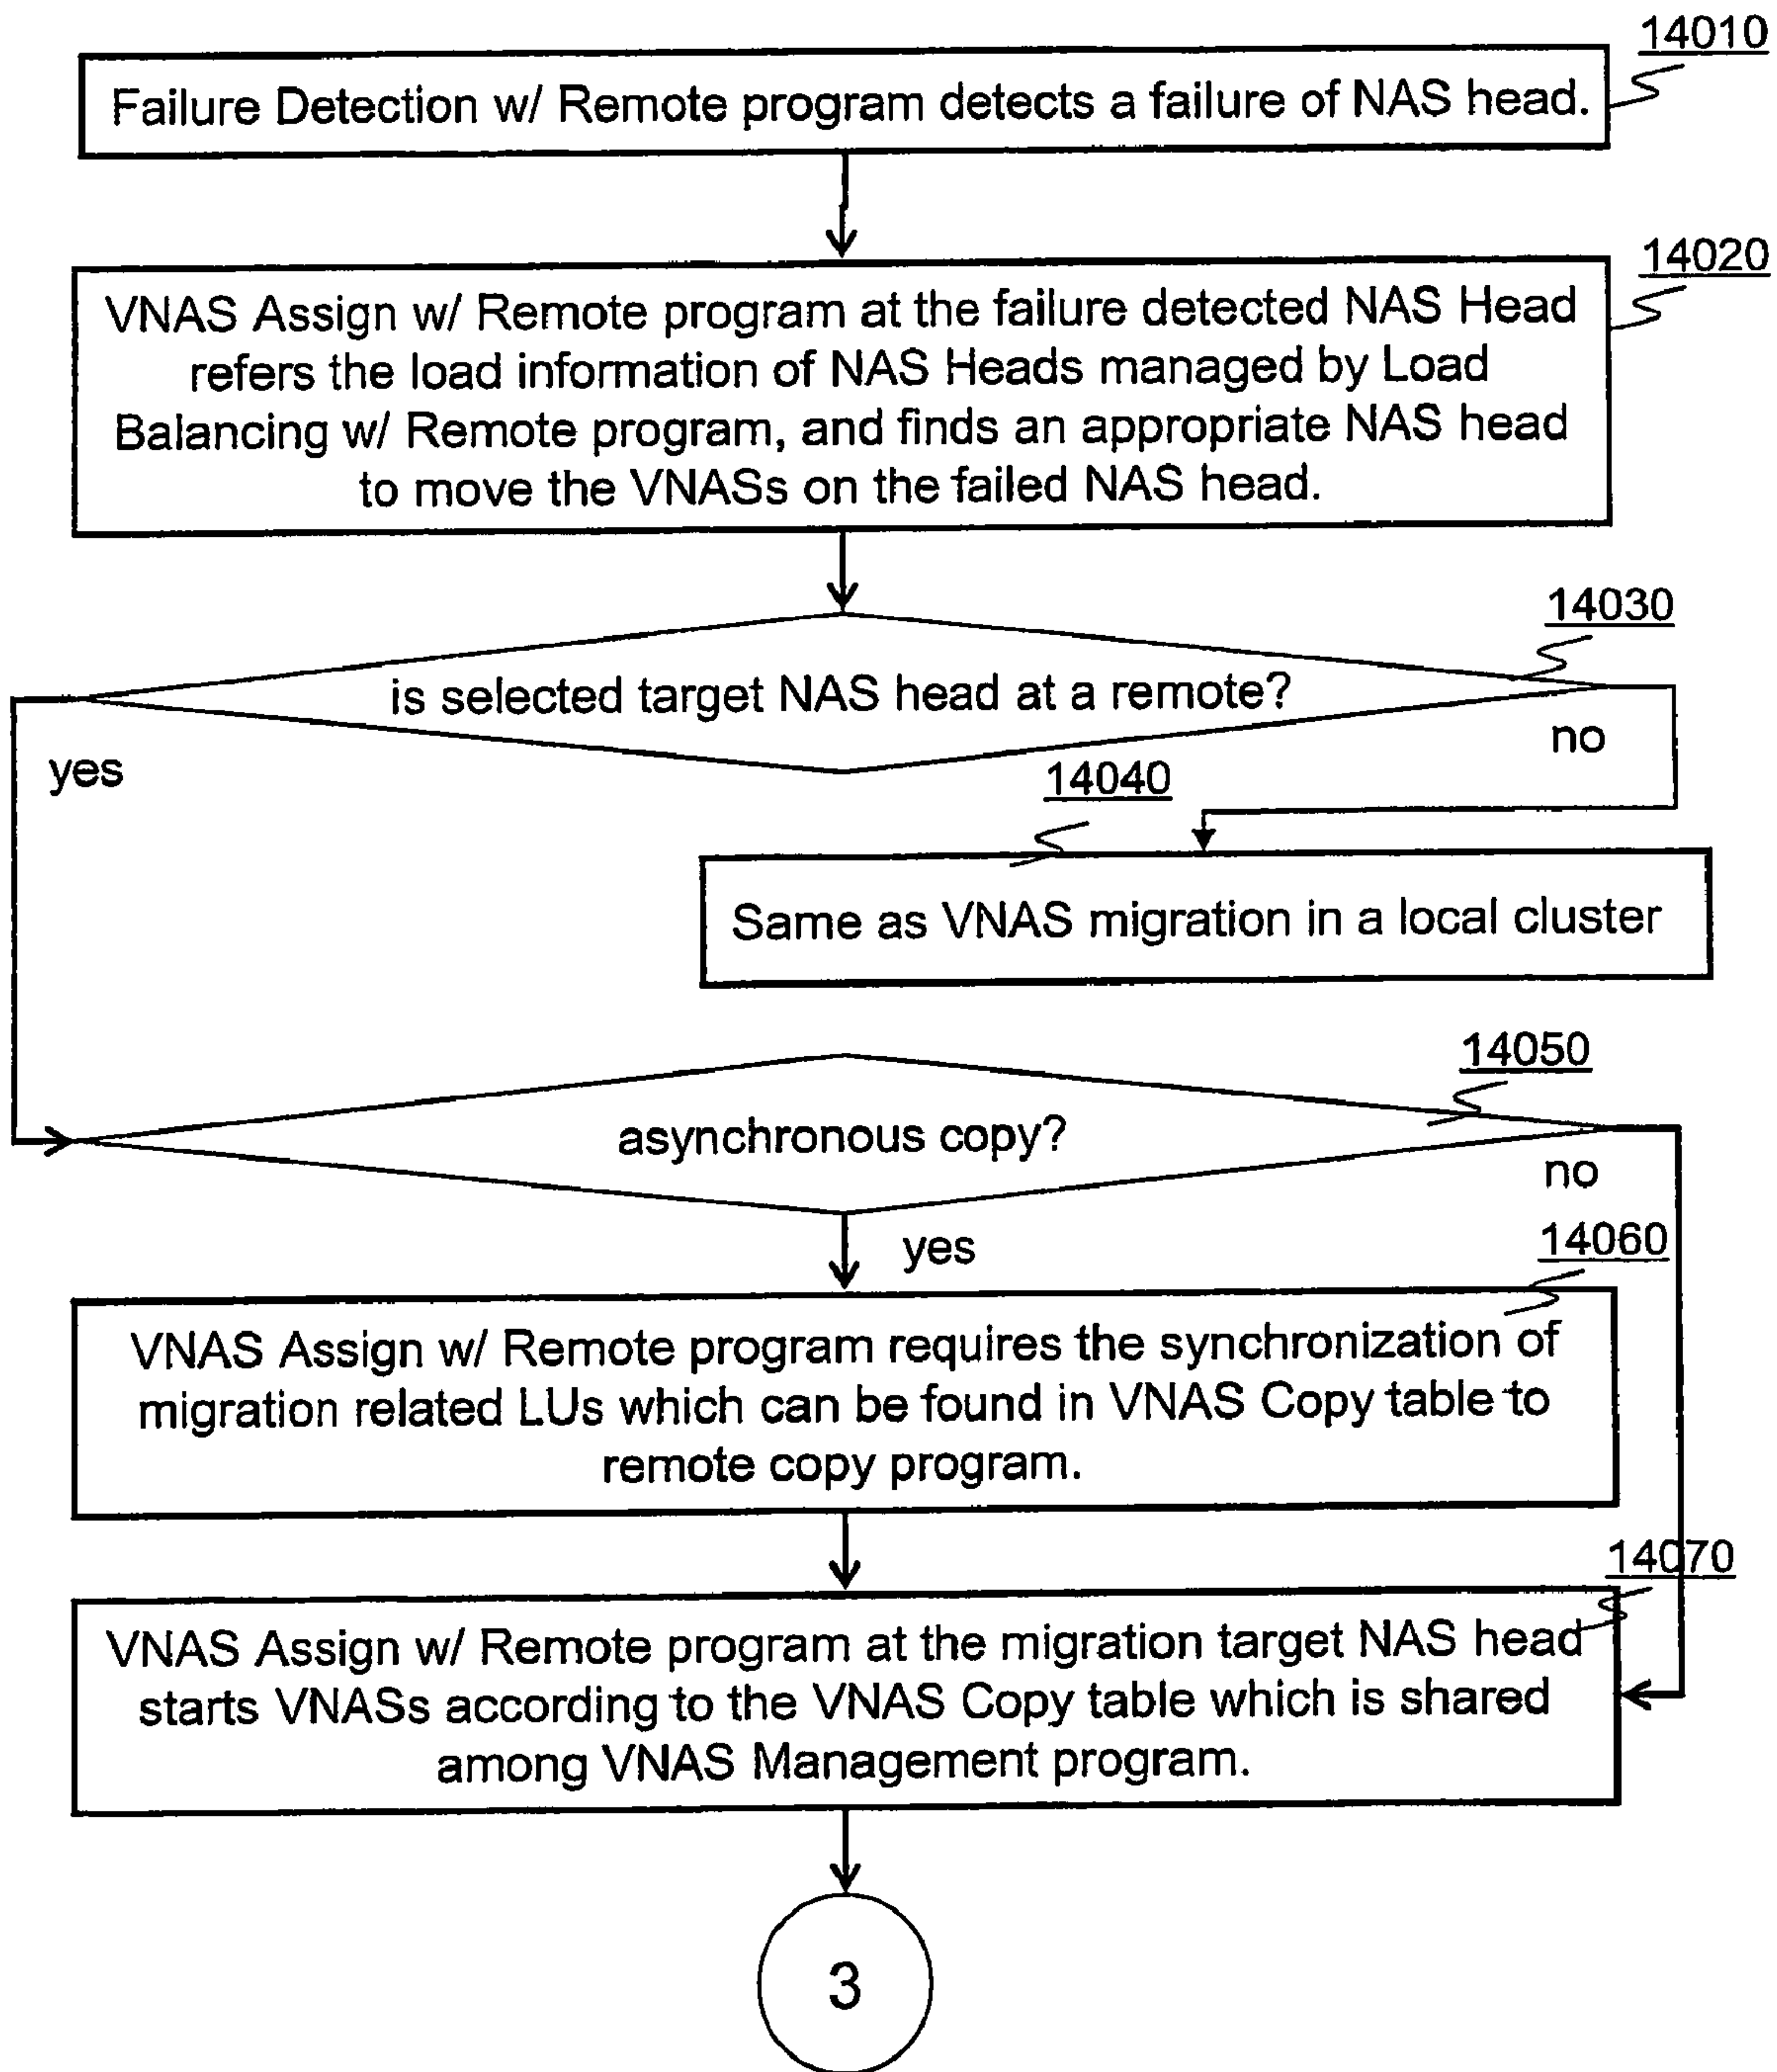 14010
Failure Detection w/ Remote program detects a failure of NAS head.
14020
VNAS Assign w/ Remote program at the failure detected NAS Head
refers the load information of NAS Heads managed by Load
Balancing w/ Remote program, and finds an appropriate NAS head
to move the VNASs on the failed NAS head.
14030
is selected target NAS head at a remote?
no
yes
14040
Same as VNAS migration in a local cluster
14050
asynchronous copy?
no
yes
14060
VNAS Assign w/ Remote program requires the synchronization of
migration related LUs which can be found in VNAS Copy table to
remote copy program.
14070
VNAS Assign w/ Remote program at the migration target NAS head
starts VNASs according to the VNAS Copy table which is shared
among VNAS Management program.
3